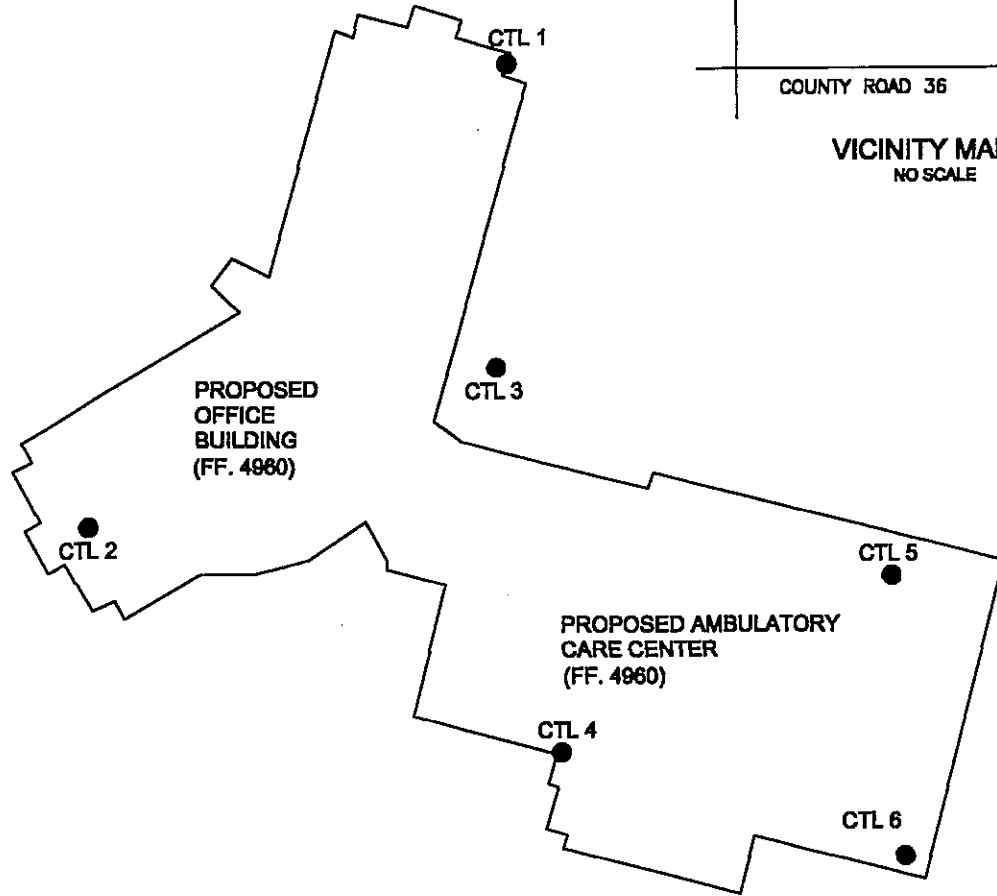 CTL 1
COUNTY ROAD 36
VICINITY MA
NO SCALE
CTL 3
PROPOSED
OFFICE
BUILDING
(FF. 4960)
CTL 2
CTL 5
PROPOSED AMBULATORY
CARE CENTER
(FF. 4960)
CTL 4
CTL 6